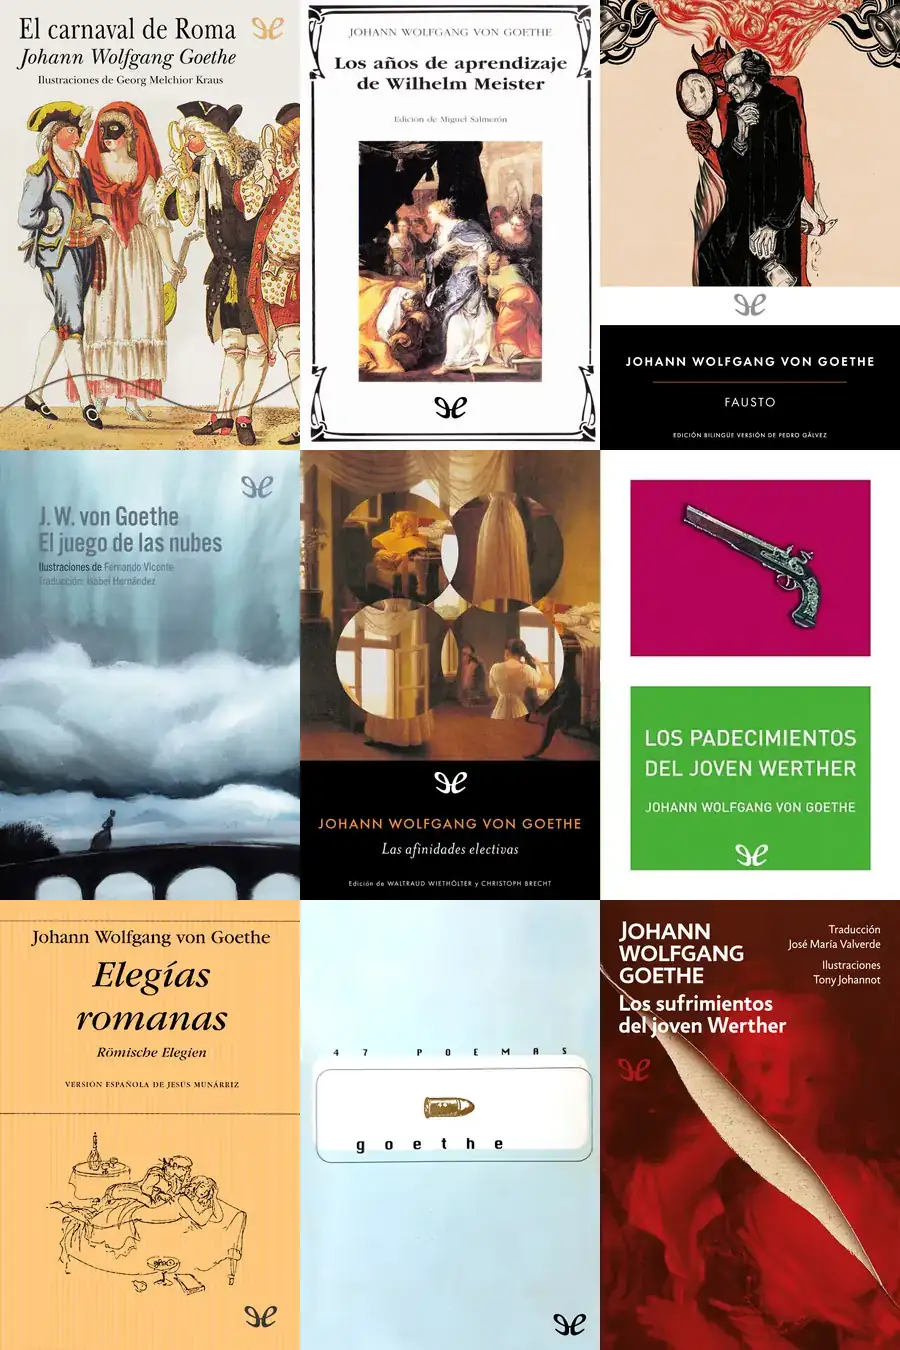 El carnaval de Roma
Johann Wolfgang Goethe
Ilustraciones de Georg Melchior Kraus
JOHANN WOLFGANG VON GOETHE
Los años de aprendizaje
de Wilhelm Meister
Edición de Miguel Salmerón
JOHANN WOLFGANG VON GOETHE
FAUSTO
EDICIÓN BILINGÜE VERSIÓN DE PEDRO GÁLVEZ
J. W. von Goethe
El juego de las nubes
Ilustraciones de Fernando Vicente
Traducción: Isabel Hernández
JOHANN WOLFGANG VON GOETHE
Las afinidades electivas
Edición de WALTRAUD WIETHÖLTER y CHRISTOPH BRECHT
LOS PADECIMIENTOS
DEL JOVEN WERTHER
JOHANN WOLFGANG VON GOETHE
Johann Wolfgang von Goethe
Elegías
romanas
Römische Elegien
VERSIÓN ESPAÑOLA DE JESÚS MUNÁRRIZ
47 POEMAS
goethe
JOHANN
WOLFGANG
GOETHE
Los sufrimientos
del joven Werther
Traducción
José María Valverde
Ilustraciones
Tony Johannot